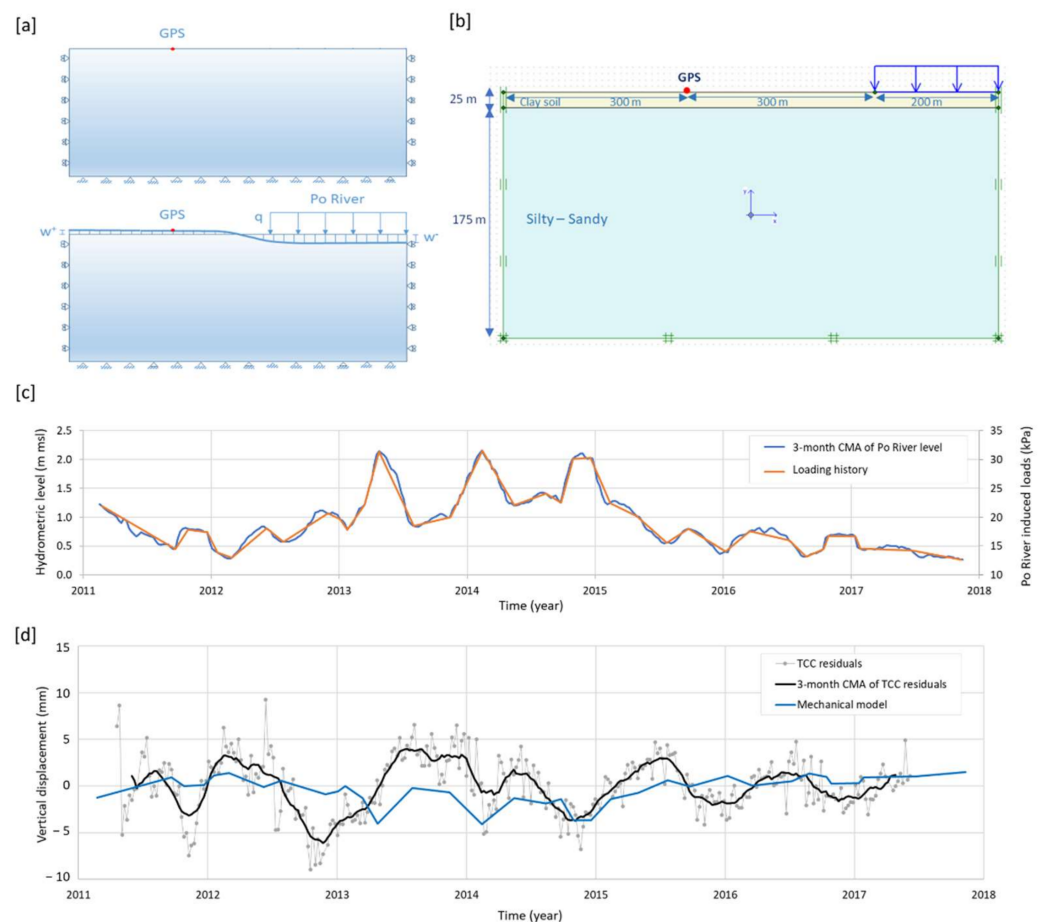 [a]
GPS
GPS
q
Po River
w⁺
w⁻
[b]
GPS
25 m
Clay soil
300 m
300 m
200 m
175 m
Silty – Sandy
Y
X
[c]
Hydrometric level (m msl)
2.5
2.0
1.5
1.0
0.5
0.0
3-month CMA of Po River level
Loading history
35
30
25
20
15
10
Po River induced loads (kPa)
2011
2012
2013
2014
2015
2016
2017
2018
Time (year)
[d]
Vertical displacement (mm)
15
10
5
0
−5
−10
TCC residuals
3-month CMA of TCC residuals
Mechanical model
2011
2012
2013
2014
2015
2016
2017
2018
Time (year)